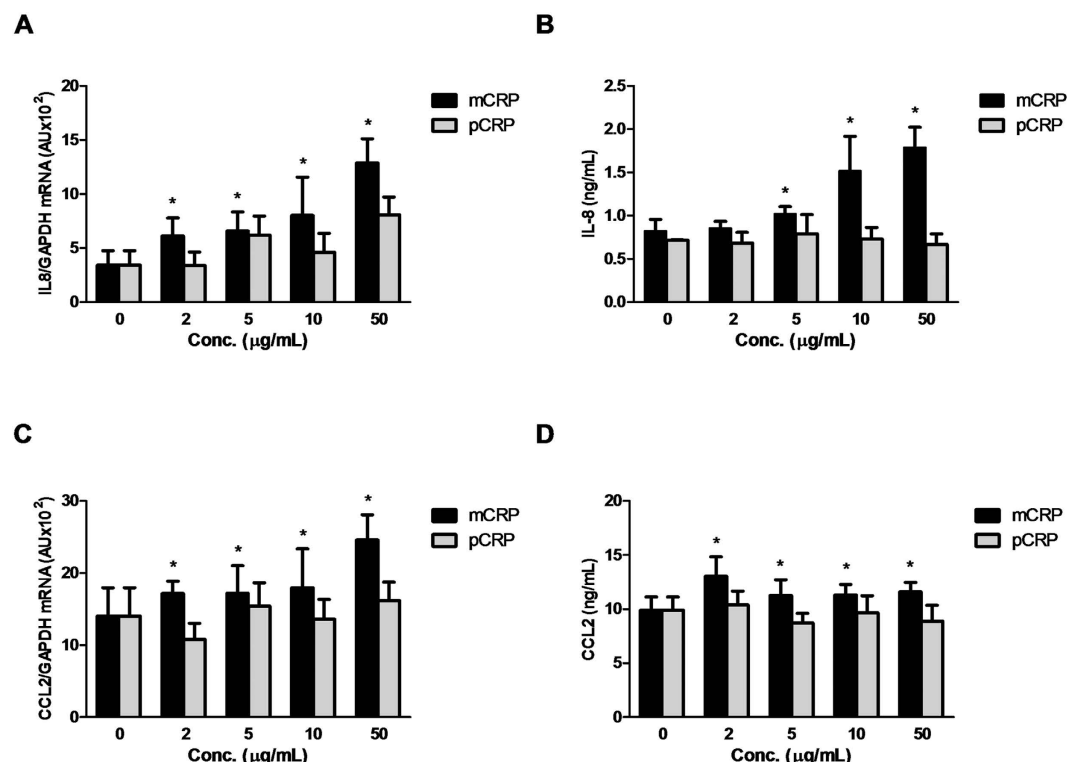 A
IL8/GAPDH mRNA (AUx10²)
20
15
10
5
0
*
*
*
*
mCRP
pCRP
0 2 5 10 50
Conc. (μg/mL)
B
IL-8 (ng/mL)
2.5
2.0
1.5
1.0
0.5
0.0
*
*
*
mCRP
pCRP
0 2 5 10 50
Conc. (μg/mL)
C
CCL2/GAPDH mRNA (AUx10²)
30
20
10
0
*
*
*
*
mCRP
pCRP
0 2 5 10 50
Conc. (μg/mL)
D
CCL2 (ng/mL)
20
15
10
5
0
*
*
*
*
mCRP
pCRP
0 2 5 10 50
Conc. (μg/mL)